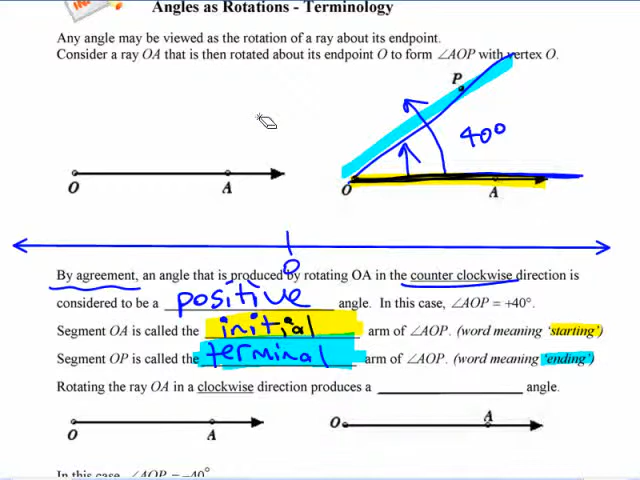 Angles as Rotations - Terminology
Any angle may be viewed as the rotation of a ray about its endpoint.
Consider a ray OA that is then rotated about its endpoint O to form ∠AOP with vertex O.
P
40°
O A
O A
0
By agreement, an angle that is produced by rotating OA in the counter clockwise direction is
considered to be a positive angle. In this case, ∠AOP = +40°.
Segment OA is called the initial arm of ∠AOP. (word meaning 'starting')
Segment OP is called the terminal arm of ∠AOP. (word meaning 'ending')
Rotating the ray OA in a clockwise direction produces a ____________ angle.
O A
O A
In this case, ∠AOP = −40°